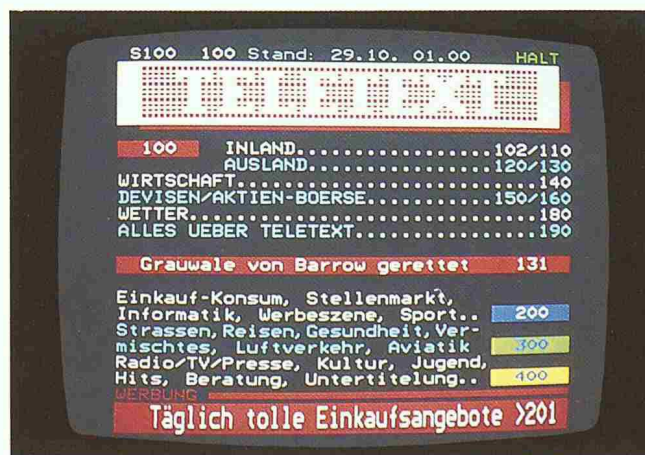 S100 100 Stand: 29.10. 01.00 HALT
TELETEXT
100 INLAND..................102/110
AUSLAND.................120/130
WIRTSCHAFT.........................140
DEVISEN/AKTIEN-BOERSE.........150/160
WETTER.............................180
ALLES UEBER TELETEXT...............190
Grauwale von Barrow gerettet 131
Einkauf-Konsum, Stellenmarkt,
Informatik, Werbeszene, Sport.. 200
Strassen,Reisen,Gesundheit,Ver-
mischtes, Luftverkehr, Aviatik 300
Radio/TV/Presse, Kultur, Jugend,
Hits, Beratung, Untertitelung.. 400
WERBUNG
Täglich tolle Einkaufsangebote >201